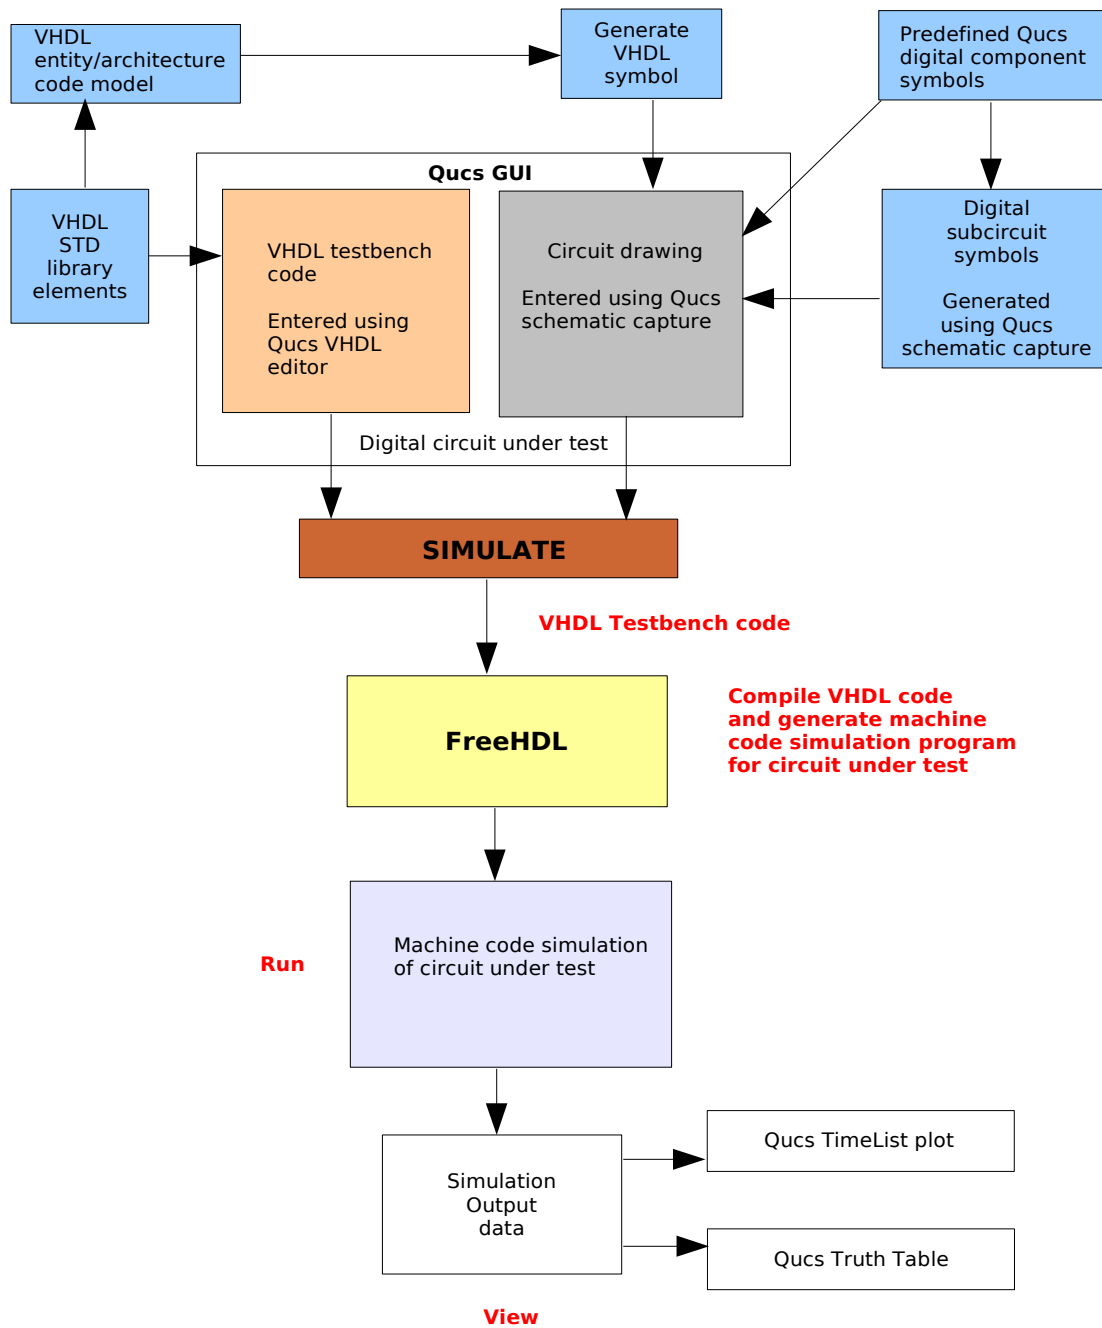 VHDL
entity/architecture
code model
Generate
VHDL
symbol
Predefined Qucs
digital component
symbols
Qucs GUI
VHDL
STD
library
elements
VHDL testbench
code
Entered using
Qucs VHDL
editor
Circuit drawing
Entered using Qucs
schematic capture
Digital
subcircuit
symbols
Generated
using Qucs
schematic capture
Digital circuit under test
SIMULATE
VHDL Testbench code
FreeHDL
Compile VHDL code
and generate machine
code simulation program
for circuit under test
Run
Machine code simulation
of circuit under test
Simulation
Output
data
Qucs TimeList plot
Qucs Truth Table
View